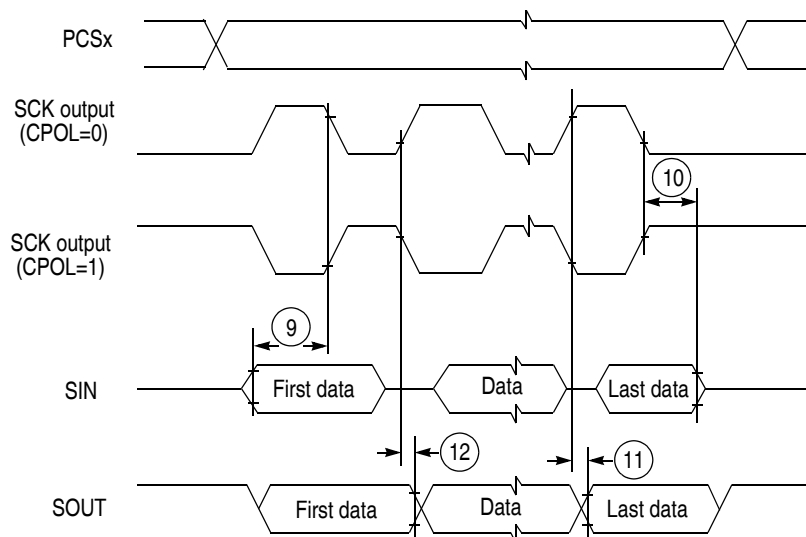 PCSx
SCK output
(CPOL=0)
10
SCK output
(CPOL=1)
9
SIN
First data
Data
Last data
12
11
SOUT
First data
Data
Last data